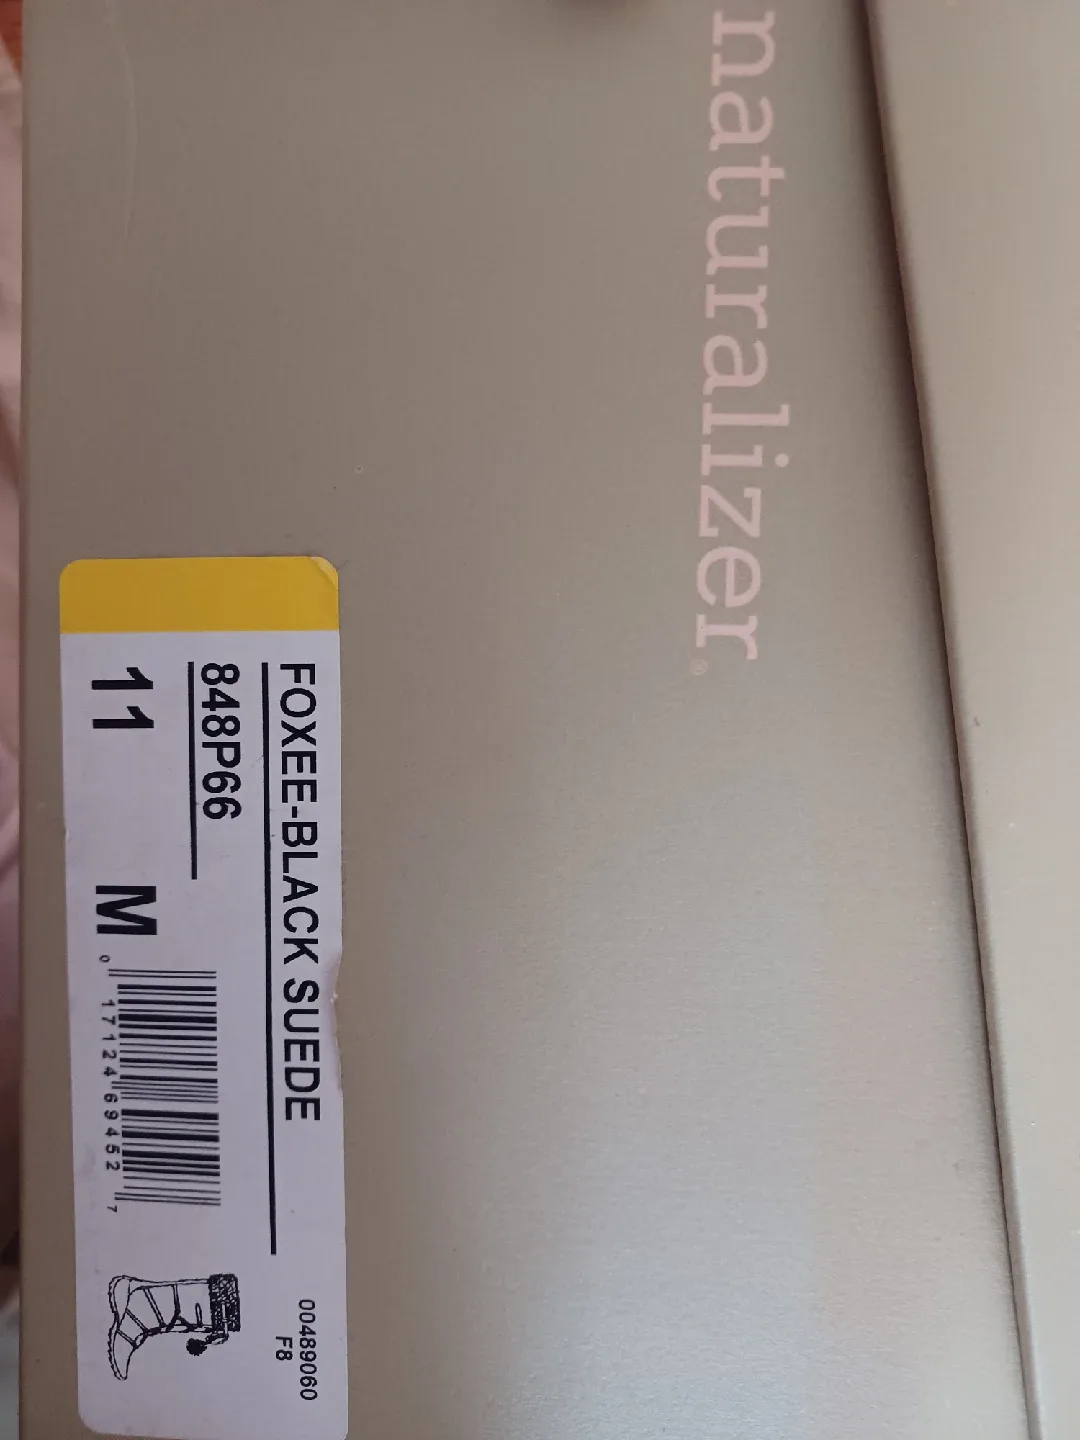 naturalizer®
FOXEE-BLACK SUEDE
848P66
11 M
0 17124 69452 7
00489060
F8